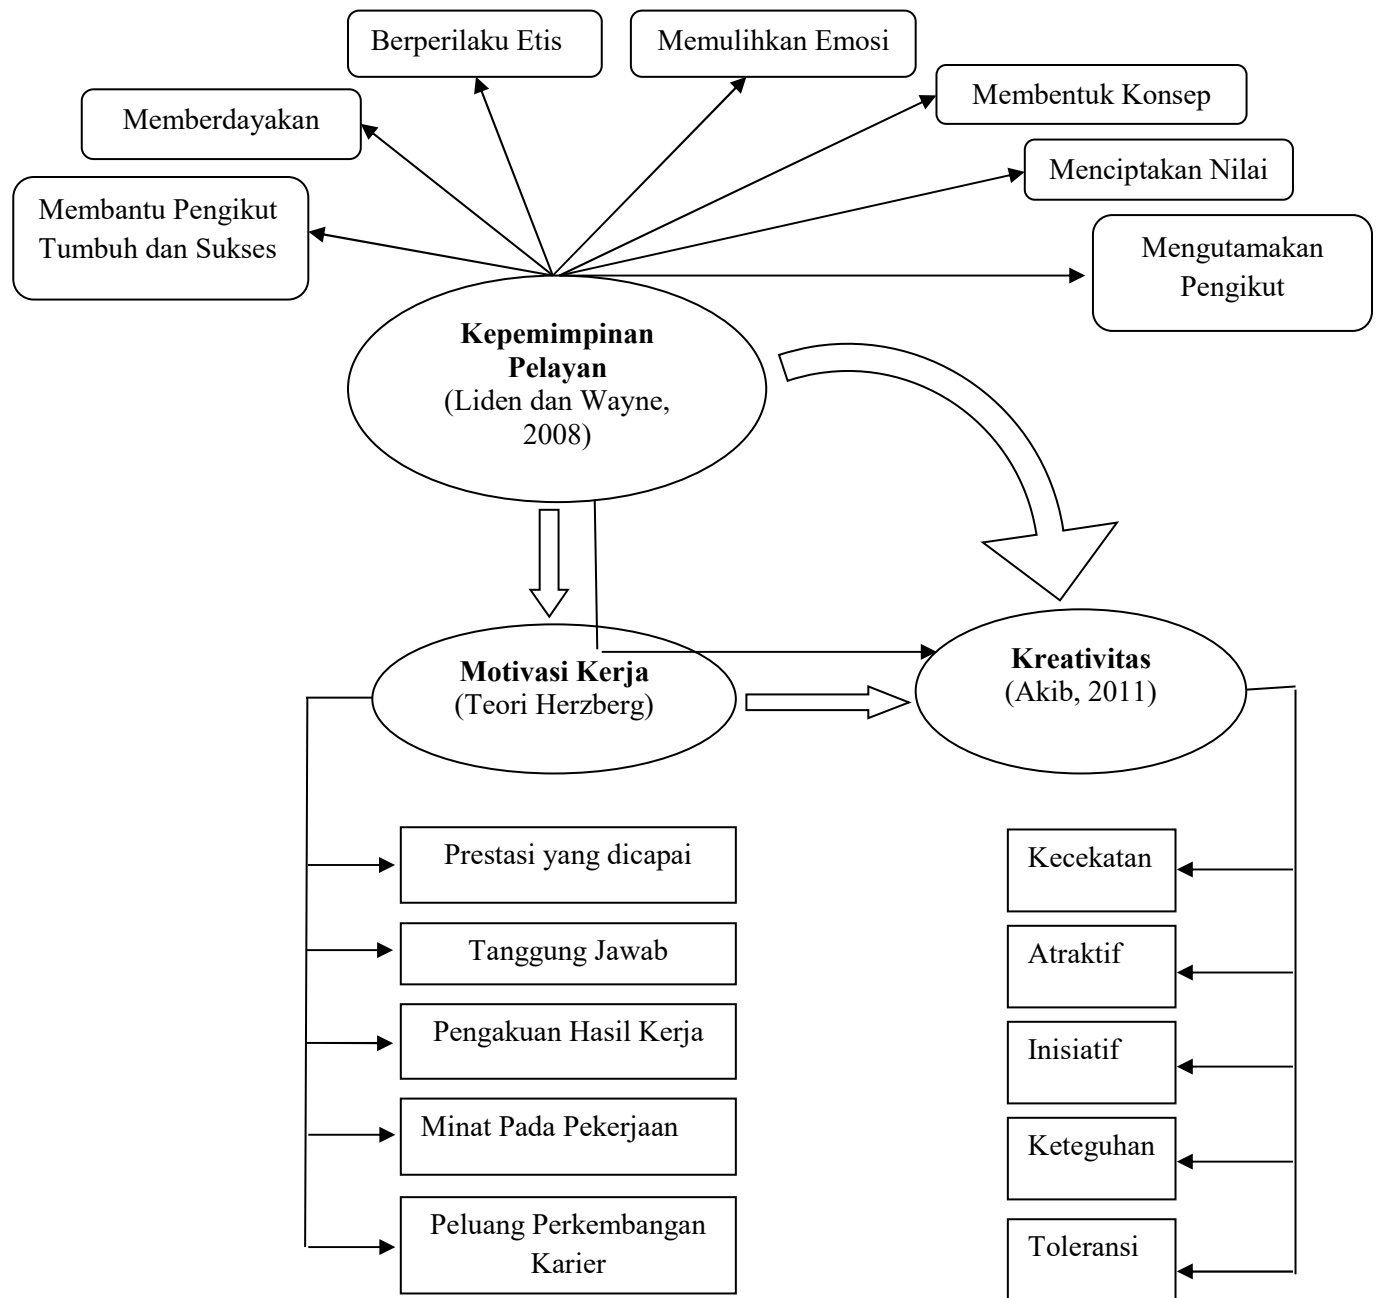 Berperilaku Etis
Memulihkan Emosi
Membentuk Konsep
Memberdayakan
Menciptakan Nilai
Membantu Pengikut
Tumbuh dan Sukses
Mengutamakan
Pengikut
Kepemimpinan
Pelayan
(Liden dan Wayne,
2008)
Motivasi Kerja
(Teori Herzberg)
Kreativitas
(Akib, 2011)
Prestasi yang dicapai
Tanggung Jawab
Pengakuan Hasil Kerja
Minat Pada Pekerjaan
Peluang Perkembangan
Karier
Kecekatan
Atraktif
Inisiatif
Keteguhan
Toleransi